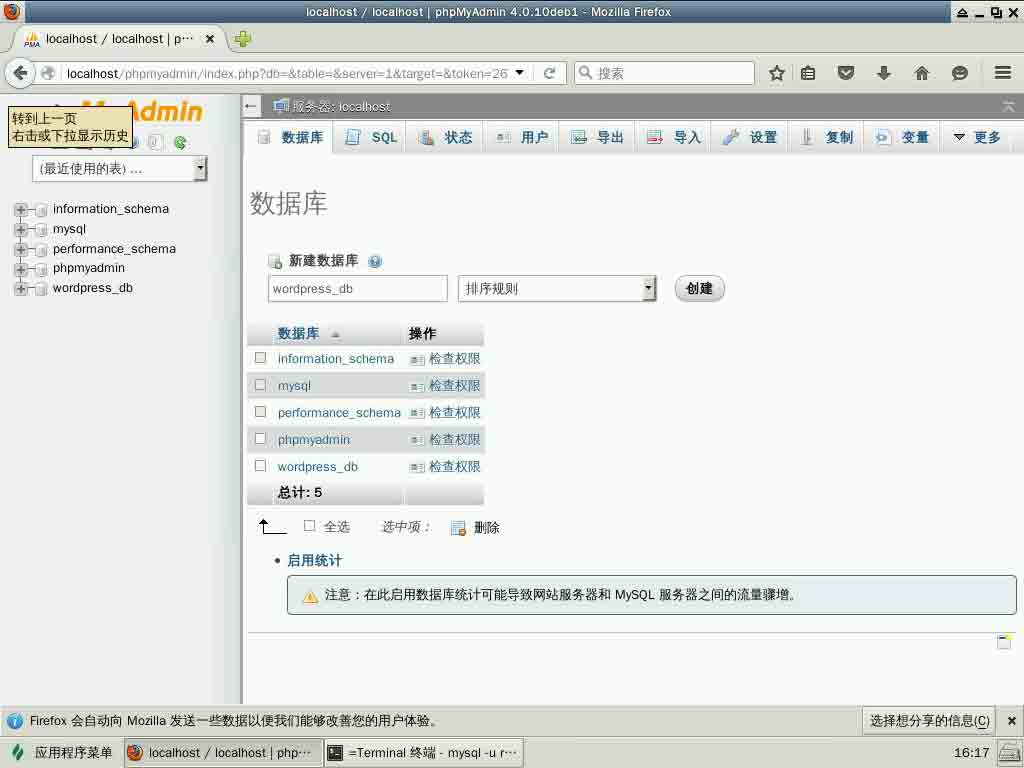 localhost / localhost | phpMyAdmin 4.0.10deb1 - Mozilla Firefox
localhost / localhost | p···
localhost/phpmyadmin/index.php?db=&table=&server=1&target=&token=26
搜索
转到上一页
右击或下拉显示历史
Admin
服务器: localhost
(最近使用的表) ...
数据库
SQL
状态
用户
导出
导入
设置
复制
变量
更多
information_schema
mysql
performance_schema
phpmyadmin
wordpress_db
数据库
新建数据库
wordpress_db
排序规则
创建
数据库 操作
information_schema 检查权限
mysql 检查权限
performance_schema 检查权限
phpmyadmin 检查权限
wordpress_db 检查权限
总计: 5
全选 选中项： 删除
启用统计
注意：在此启用数据库统计可能导致网站服务器和 MySQL 服务器之间的流量骤增。
Firefox 会自动向 Mozilla 发送一些数据以便我们能够改善您的用户体验。
选择想分享的信息(C)
应用程序菜单
localhost / localhost | php···
=Terminal 终端 - mysql -u r···
16:17